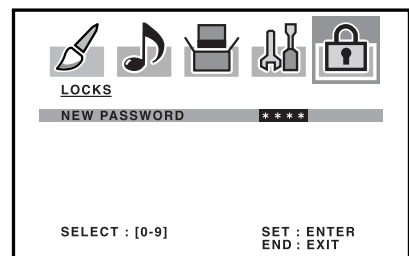 LOCKS
NEW PASSWORD * * * *
SELECT : [0-9] SET : ENTER
END : EXIT